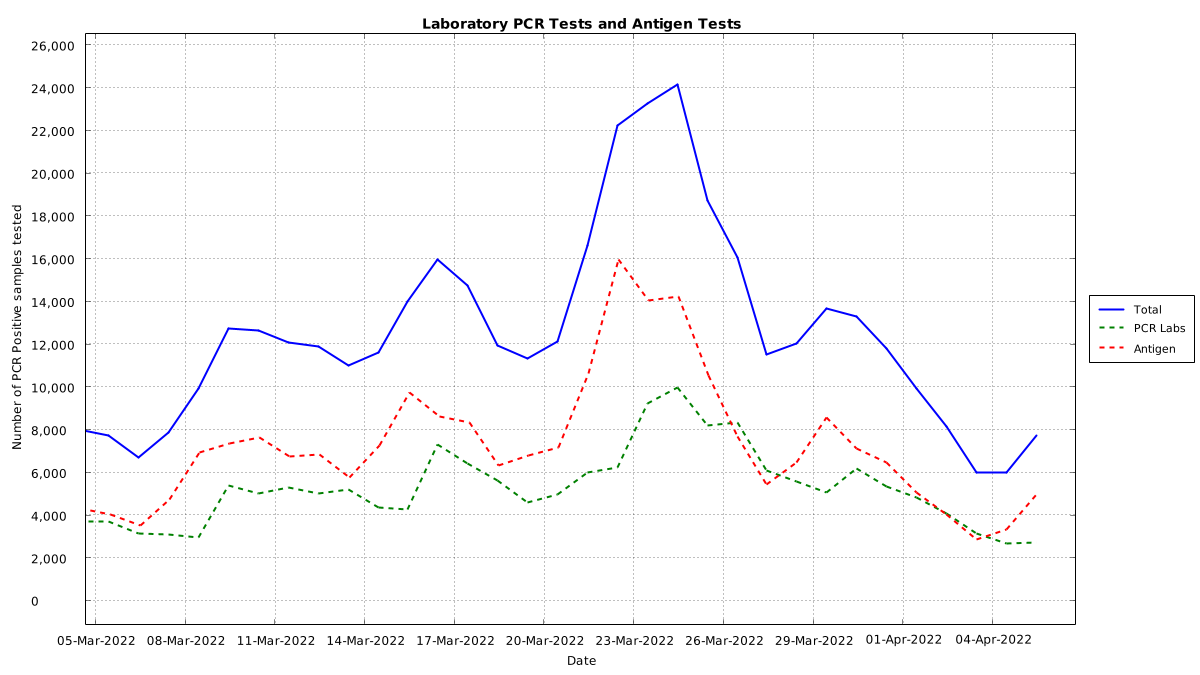 Laboratory PCR Tests and Antigen Tests
26,000
24,000
22,000
20,000
18,000
16,000
14,000
12,000
10,000
8,000
6,000
4,000
2,000
0
Number of PCR Positive samples tested
05-Mar-2022 08-Mar-2022 11-Mar-2022 14-Mar-2022 17-Mar-2022 20-Mar-2022 23-Mar-2022 26-Mar-2022 29-Mar-2022 01-Apr-2022 04-Apr-2022
Date
Total
PCR Labs
Antigen